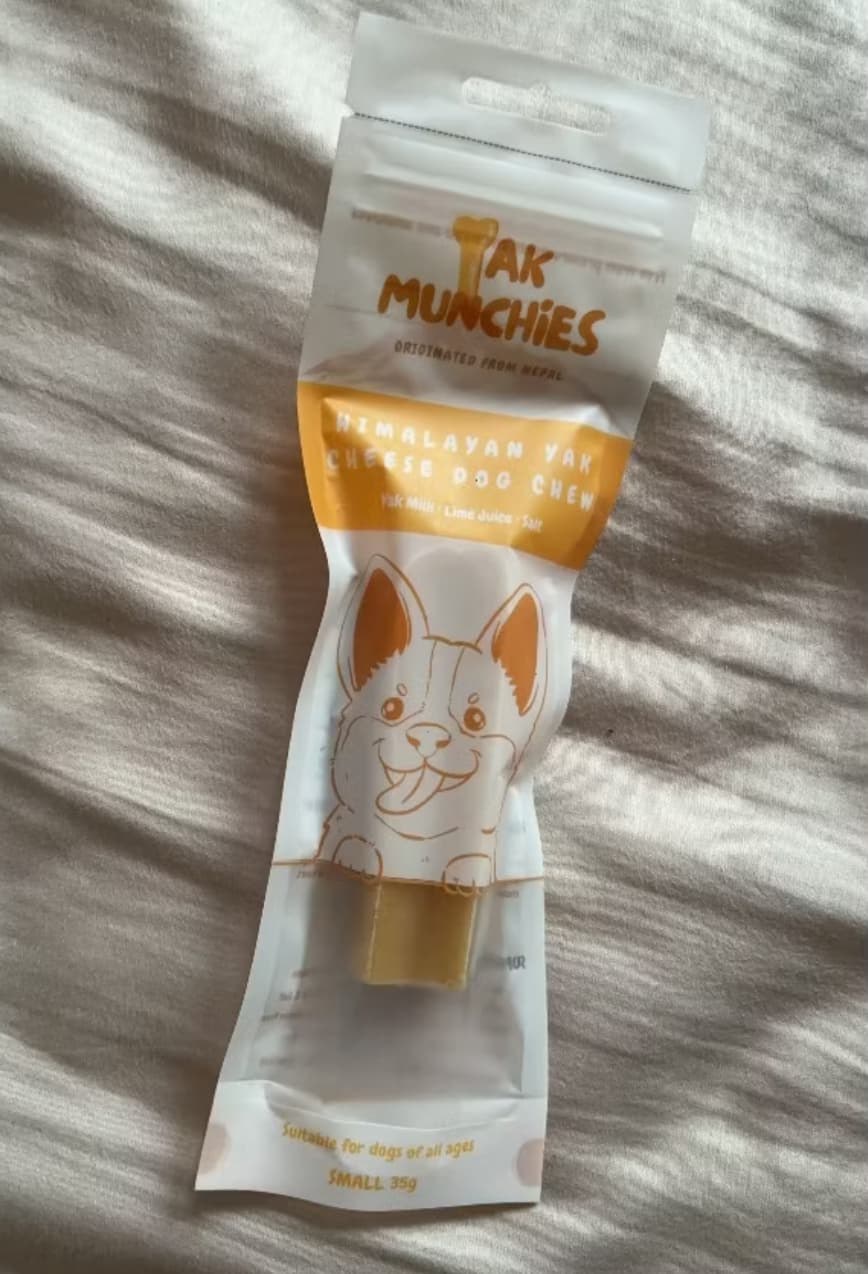 YAK
MUNCHiES
ORIGINATED FROM NEPAL
HIMALAYAN YAK
CHEESE DOG CHEW
Yak Milk · Lime Juice · Salt
Suitable for dogs of all ages
SMALL 35g